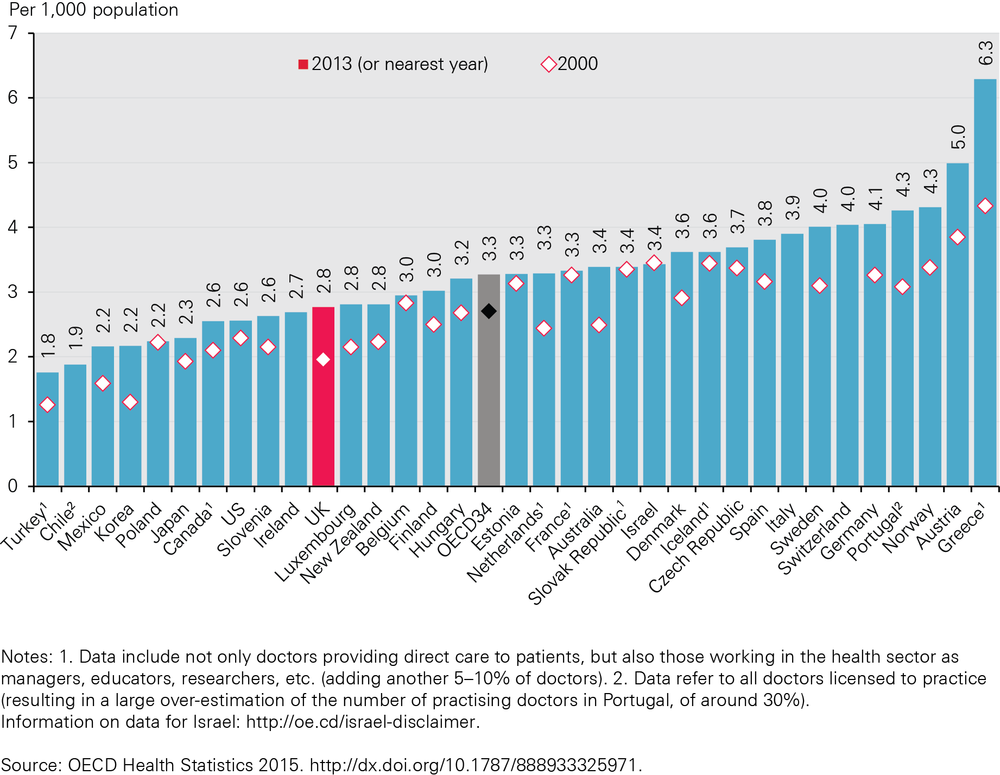 Per 1,000 population
7
6
5
4
3
2
1
0
2013 (or nearest year)
2000
1.8
1.9
2.2
2.2
2.2
2.3
2.6
2.6
2.6
2.7
2.8
2.8
2.8
3.0
3.0
3.2
3.3
3.3
3.3
3.3
3.4
3.4
3.4
3.6
3.6
3.7
3.8
3.9
4.0
4.0
4.1
4.3
4.3
5.0
6.3
Turkey¹
Chile²
Mexico
Korea
Poland
Japan
Canada¹
US
Slovenia
Ireland
UK
Luxembourg
New Zealand
Belgium
Finland
Hungary
OECD34
Estonia
Netherlands¹
France¹
Australia
Slovak Republic¹
Israel
Denmark
Iceland¹
Czech Republic
Spain
Italy
Sweden
Switzerland
Germany
Portugal²
Norway
Austria
Greece¹
Notes: 1. Data include not only doctors providing direct care to patients, but also those working in the health sector as
managers, educators, researchers, etc. (adding another 5–10% of doctors). 2. Data refer to all doctors licensed to practice
(resulting in a large over-estimation of the number of practising doctors in Portugal, of around 30%).
Information on data for Israel: http://oe.cd/israel-disclaimer.
Source: OECD Health Statistics 2015. http://dx.doi.org/10.1787/888933325971.